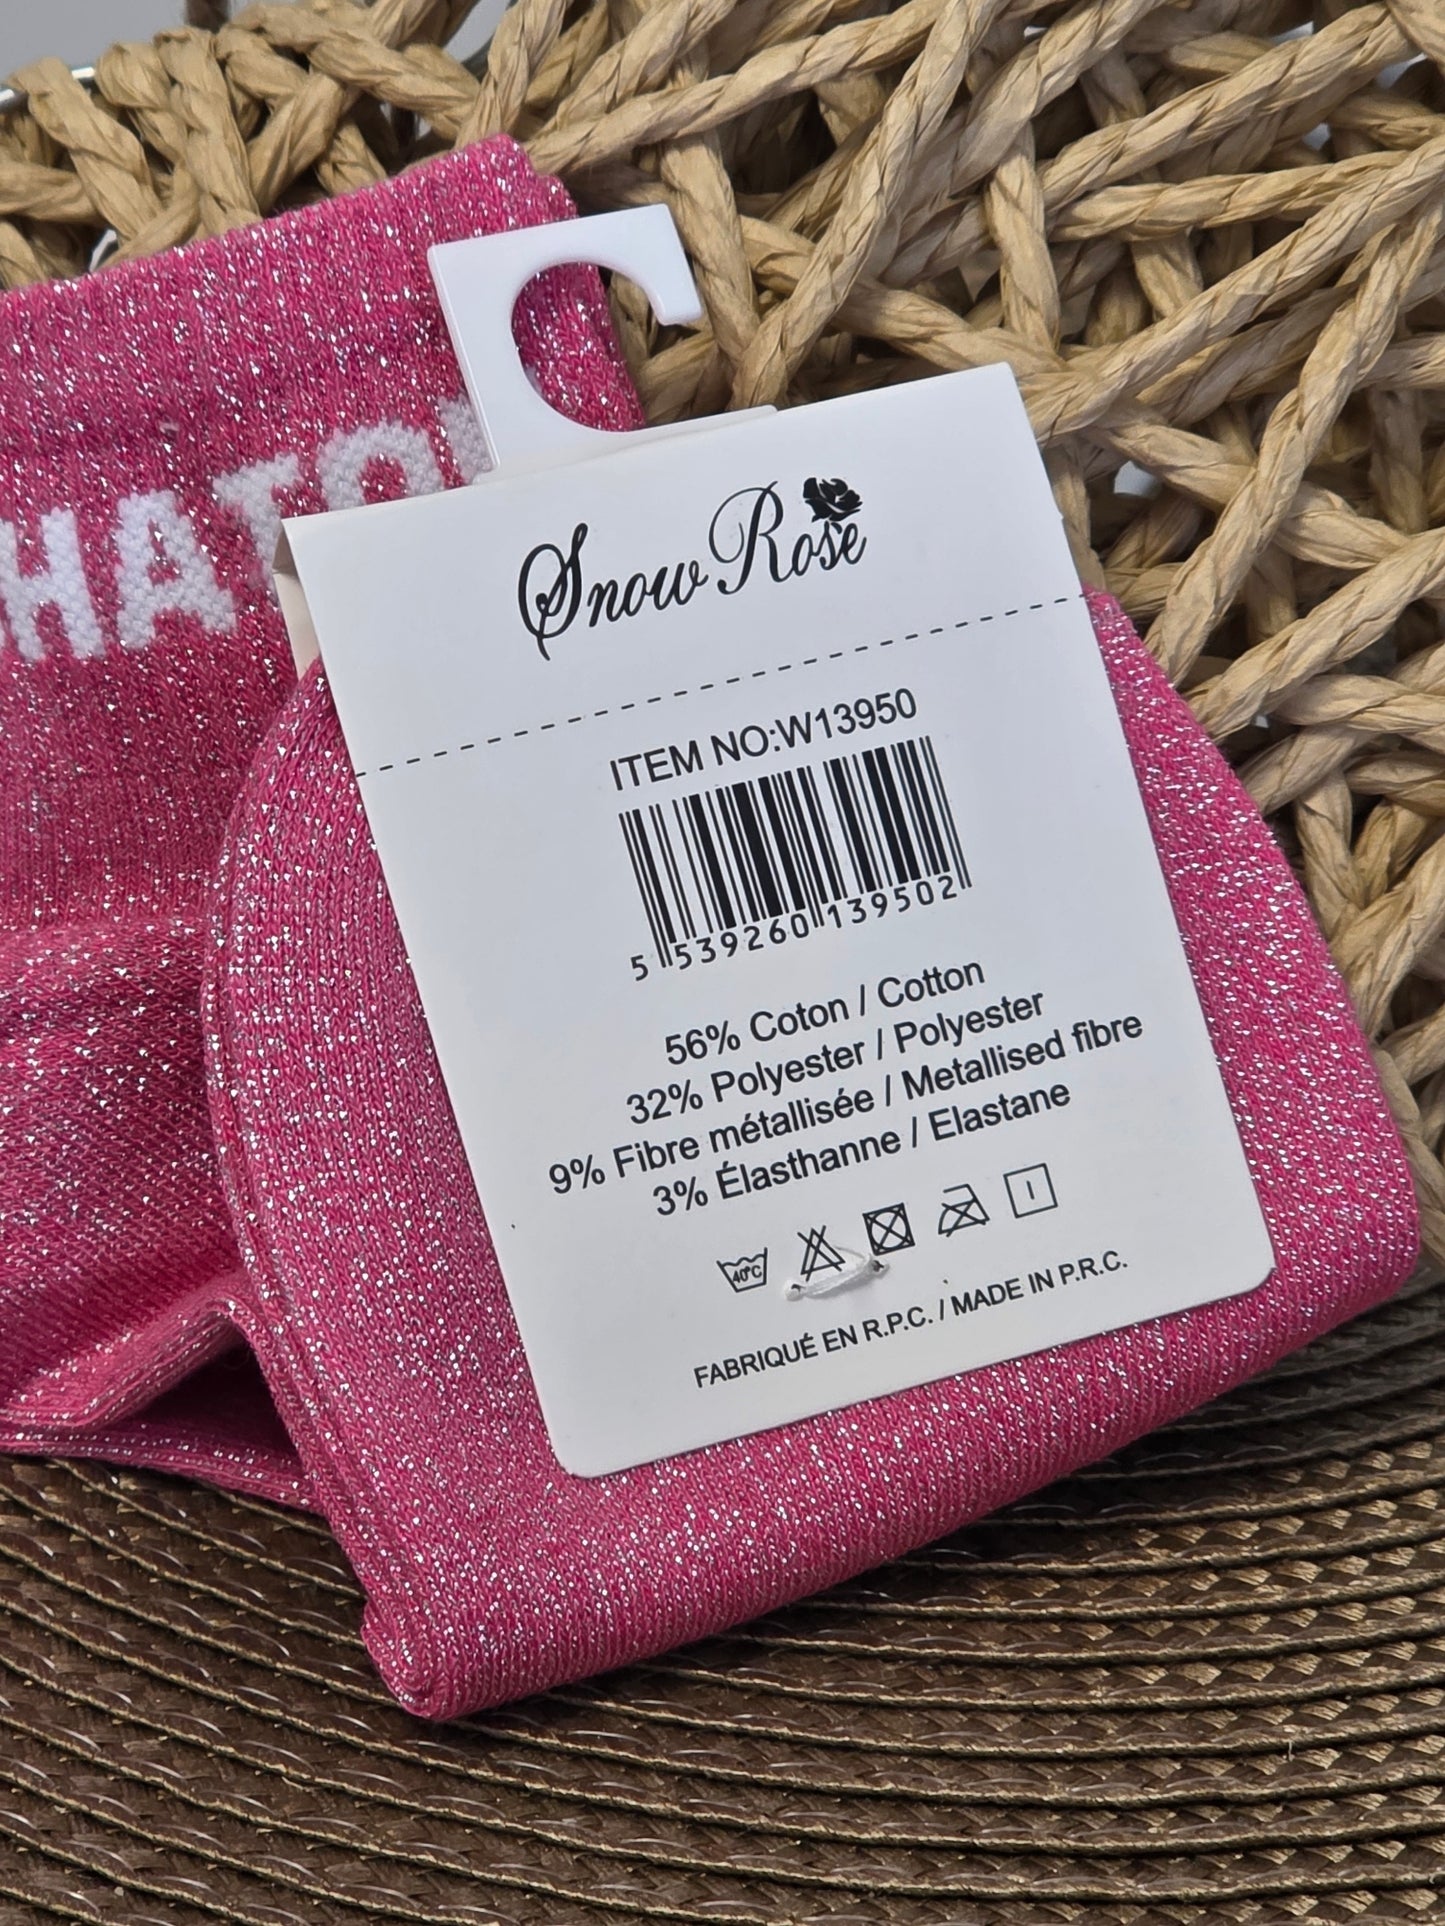 HATO
Snow Rose
ITEM NO:W13950
5 539260 139502
56% Coton / Cotton
32% Polyester / Polyester
9% Fibre métallisée / Metallised fibre
3% Élasthanne / Elastane
40°C
FABRIQUÉ EN R.P.C. / MADE IN P.R.C.